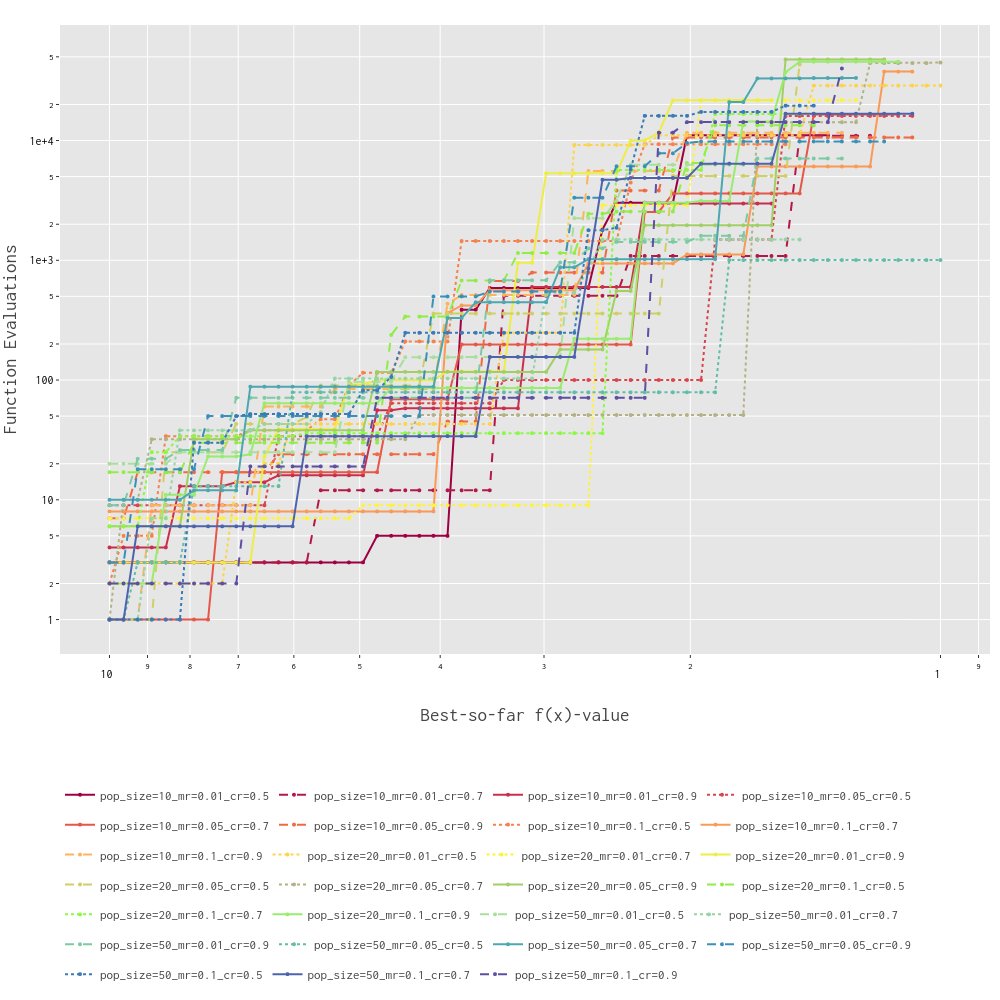 5
2
1e+4
5
2
1e+3
5
2
100
5
2
10
5
2
1
Function Evaluations
10 9 8 7 6 5 4 3 2 1 9
Best-so-far f(x)-value
pop_size=10_mr=0.01_cr=0.5 pop_size=10_mr=0.01_cr=0.7 pop_size=10_mr=0.01_cr=0.9 pop_size=10_mr=0.05_cr=0.5
pop_size=10_mr=0.05_cr=0.7 pop_size=10_mr=0.05_cr=0.9 pop_size=10_mr=0.1_cr=0.5 pop_size=10_mr=0.1_cr=0.7
pop_size=10_mr=0.1_cr=0.9 pop_size=20_mr=0.01_cr=0.5 pop_size=20_mr=0.01_cr=0.7 pop_size=20_mr=0.01_cr=0.9
pop_size=20_mr=0.05_cr=0.5 pop_size=20_mr=0.05_cr=0.7 pop_size=20_mr=0.05_cr=0.9 pop_size=20_mr=0.1_cr=0.5
pop_size=20_mr=0.1_cr=0.7 pop_size=20_mr=0.1_cr=0.9 pop_size=50_mr=0.01_cr=0.5 pop_size=50_mr=0.01_cr=0.7
pop_size=50_mr=0.01_cr=0.9 pop_size=50_mr=0.05_cr=0.5 pop_size=50_mr=0.05_cr=0.7 pop_size=50_mr=0.05_cr=0.9
pop_size=50_mr=0.1_cr=0.5 pop_size=50_mr=0.1_cr=0.7 pop_size=50_mr=0.1_cr=0.9